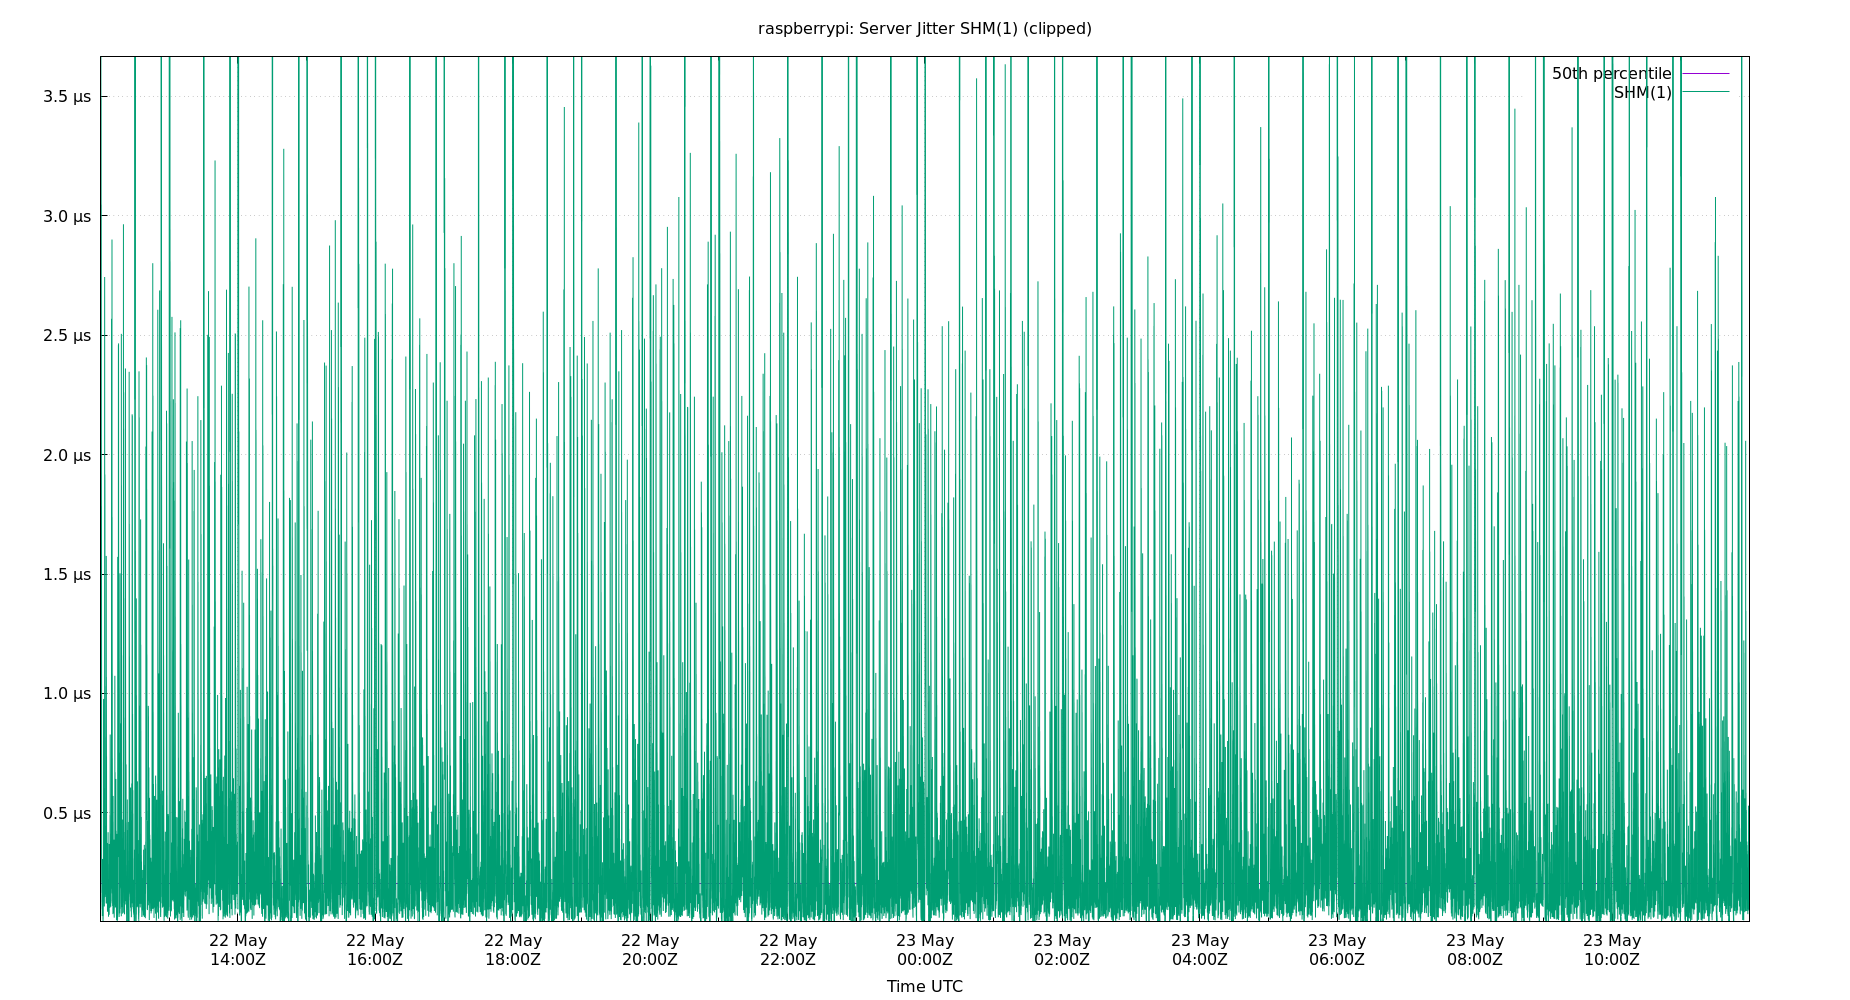 raspberrypi: Server Jitter SHM(1) (clipped)
50th percentile
SHM(1)
3.5 µs
3.0 µs
2.5 µs
2.0 µs
1.5 µs
1.0 µs
0.5 µs
22 May 22 May 22 May 22 May 22 May 23 May 23 May 23 May 23 May 23 May 23 May
14:00Z 16:00Z 18:00Z 20:00Z 22:00Z 00:00Z 02:00Z 04:00Z 06:00Z 08:00Z 10:00Z
Time UTC